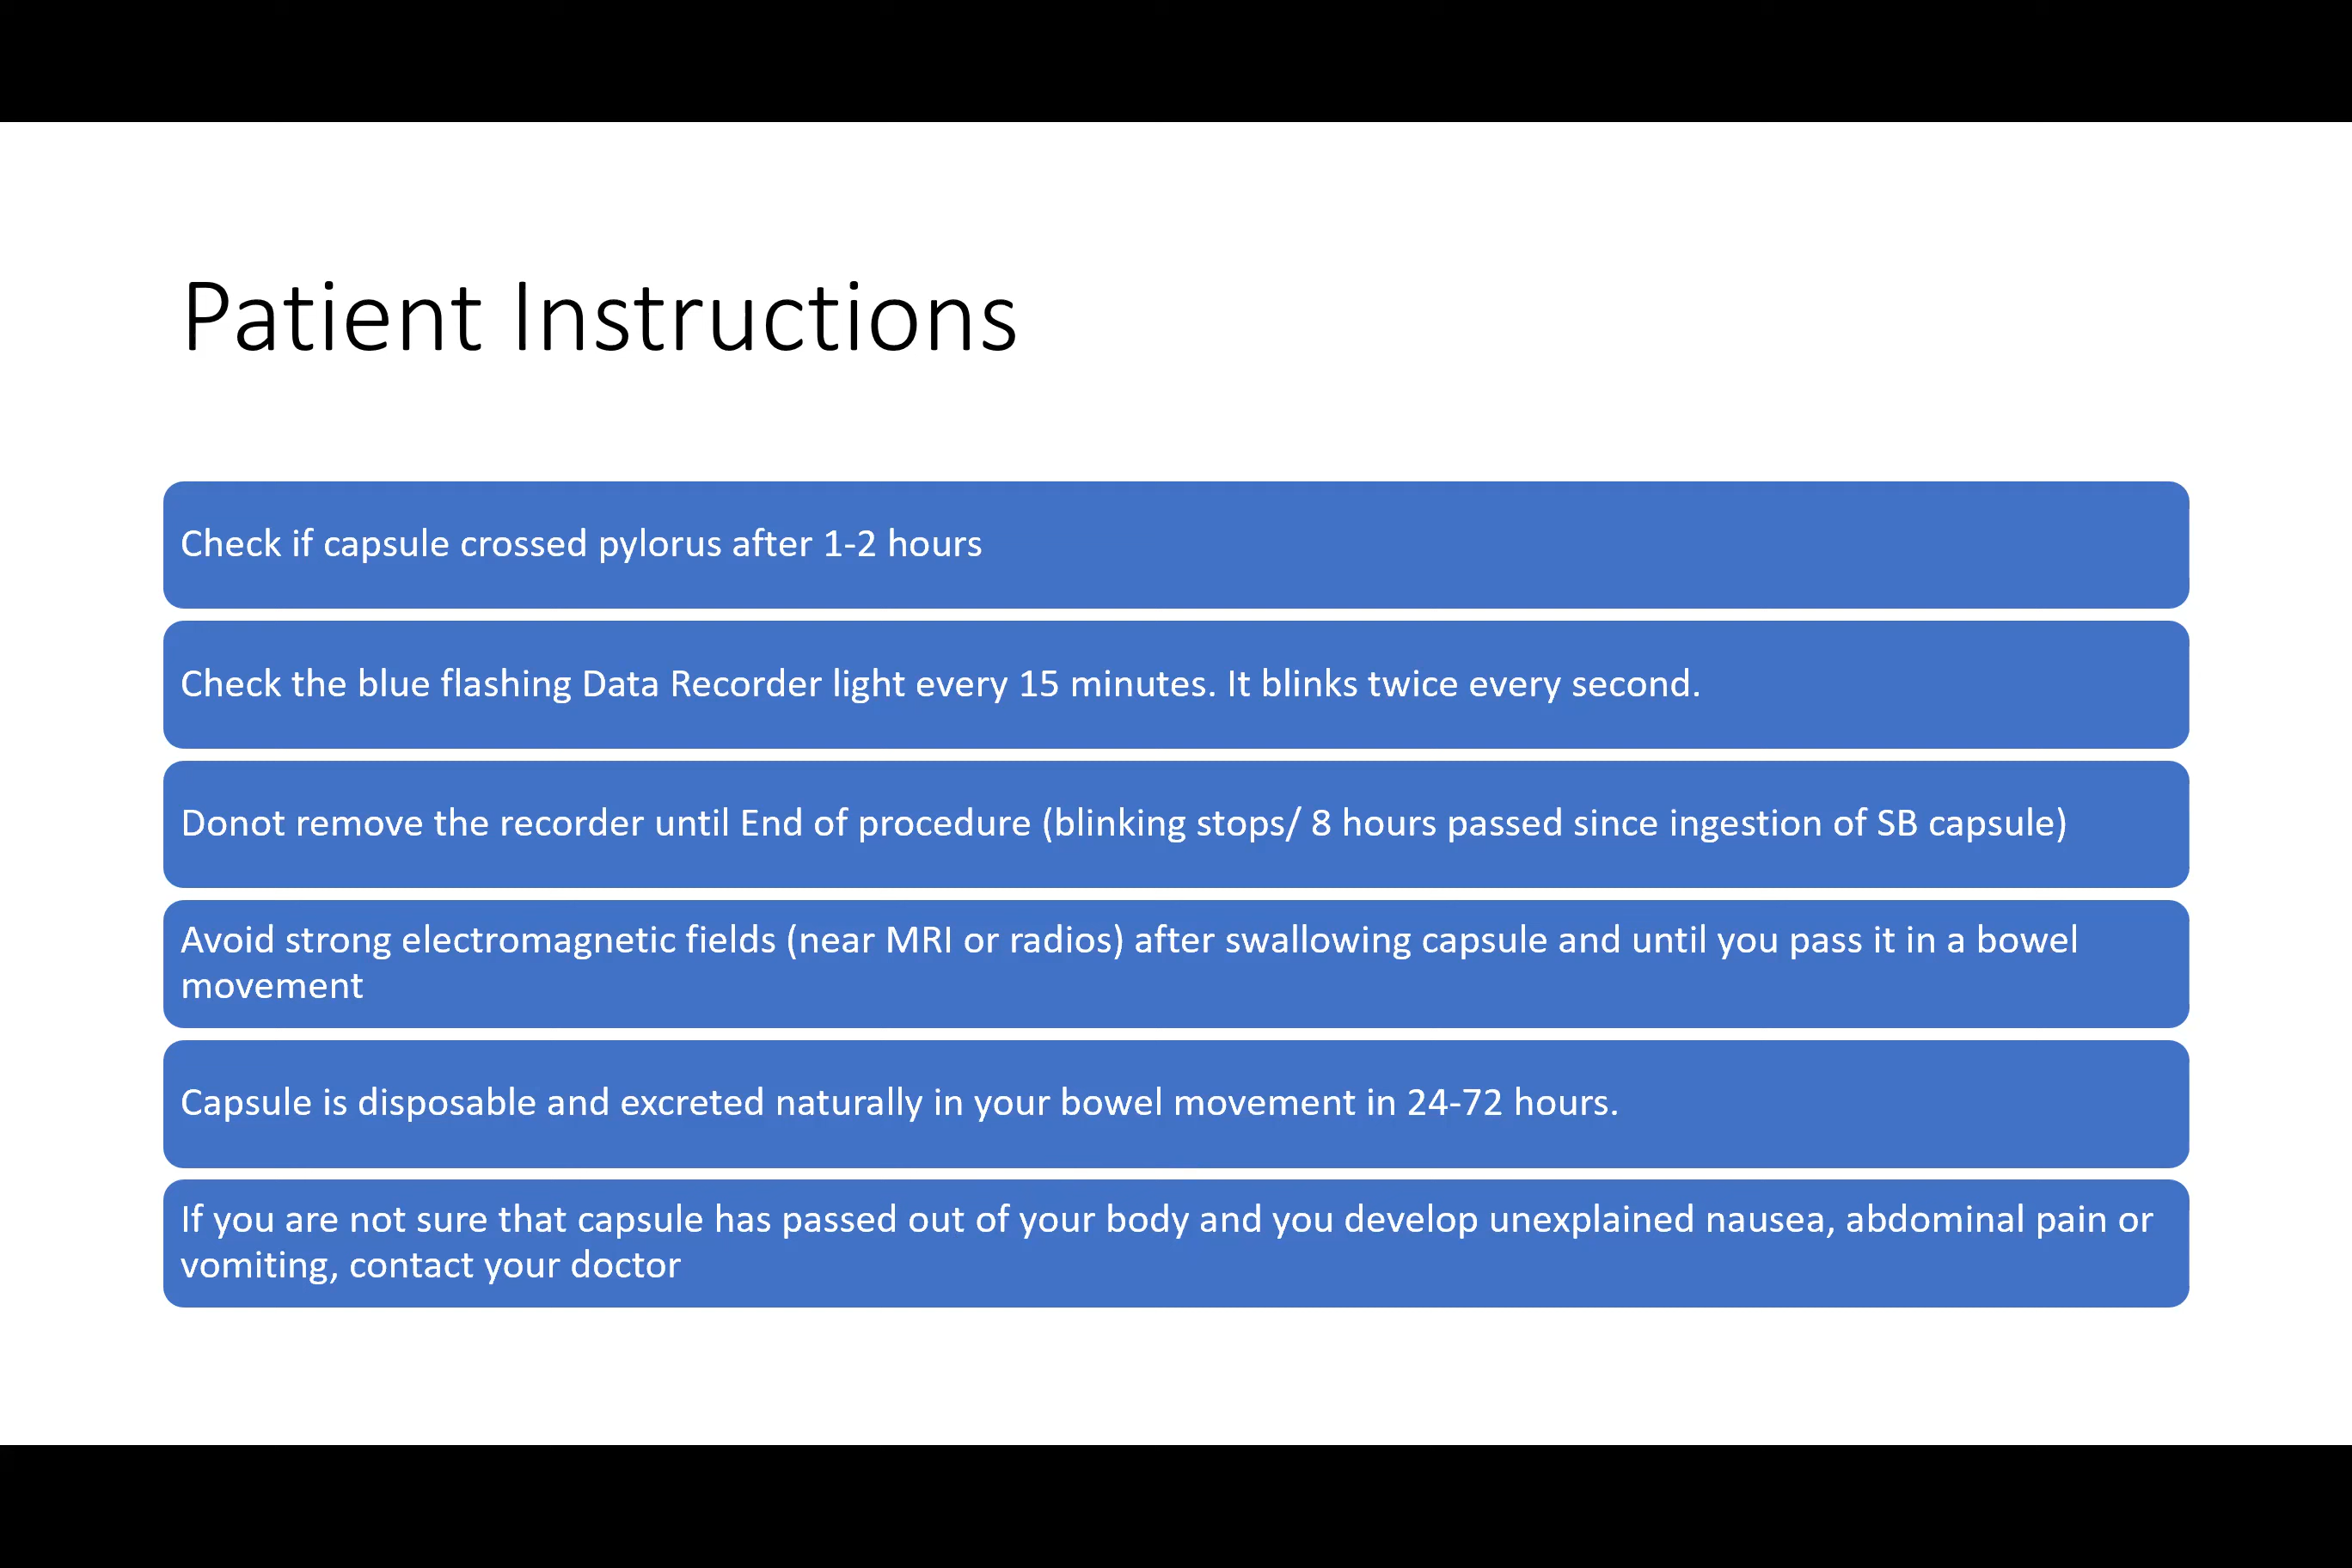 Patient Instructions
Check if capsule crossed pylorus after 1-2 hours
Check the blue flashing Data Recorder light every 15 minutes. It blinks twice every second.
Donot remove the recorder until End of procedure (blinking stops/ 8 hours passed since ingestion of SB capsule)
Avoid strong electromagnetic fields (near MRI or radios) after swallowing capsule and until you pass it in a bowel
movement
Capsule is disposable and excreted naturally in your bowel movement in 24-72 hours.
If you are not sure that capsule has passed out of your body and you develop unexplained nausea, abdominal pain or
vomiting, contact your doctor